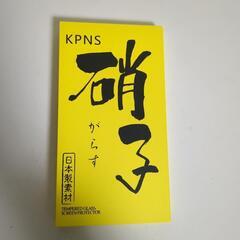 KPNS
硝子
がらす
日本製素材
TEMPERED GLASS
SCREEN PROTECTOR